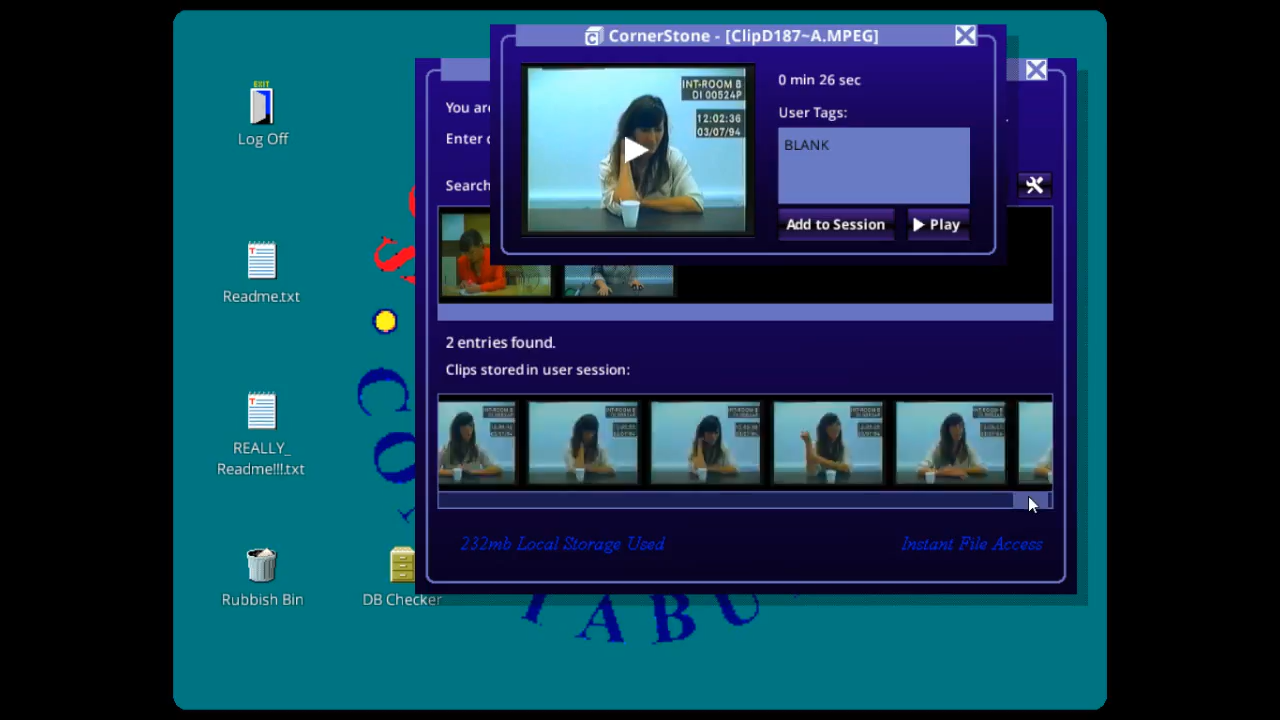 CornerStone - [ClipD187~A.MPEG]
INT-ROOM B
DI 00524P
12:02:36
03/07/94
0 min 26 sec
User Tags:
BLANK
Add to Session
Play
You are
Enter
Search
2 entries found.
Clips stored in user session:
232mb Local Storage Used
Instant File Access
EXIT
Log Off
Readme.txt
REALLY_
Readme!!!.txt
Rubbish Bin
DB Checker
TABU